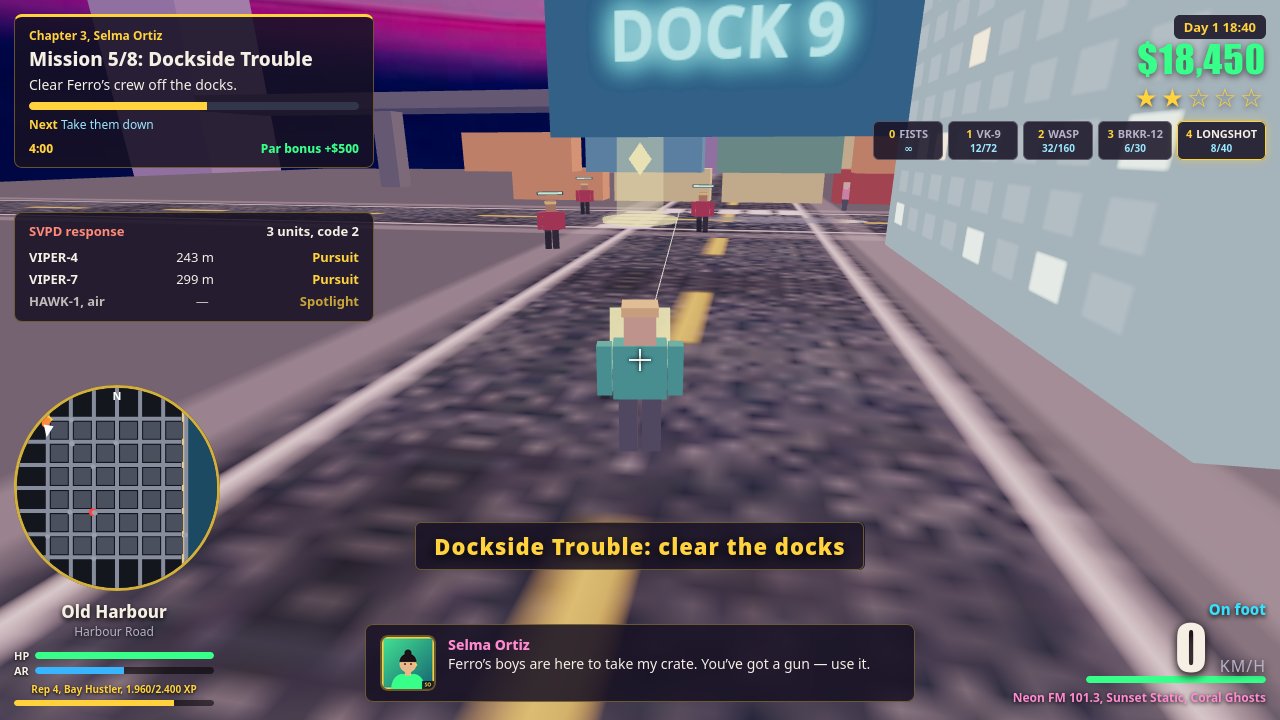 Chapter 3, Selma Ortiz
Mission 5/8: Dockside Trouble
Clear Ferro's crew off the docks.
Next Take them down
4:00 Par bonus +$500
SVPD response 3 units, code 2
VIPER-4 243 m Pursuit
VIPER-7 299 m Pursuit
HAWK-1, air — Spotlight
DOCK 9
Day 1 18:40
$18,450
0 FISTS
∞
1 VK-9
12/72
2 WASP
32/160
3 BRKR-12
6/30
4 LONGSHOT
8/40
N
Old Harbour
Harbour Road
HP
AR
Rep 4, Bay Hustler, 1.960/2.400 XP
Dockside Trouble: clear the docks
SO
Selma Ortiz
Ferro's boys are here to take my crate. You've got a gun — use it.
On foot
0 KM/H
Neon FM 101.3, Sunset Static, Coral Ghosts